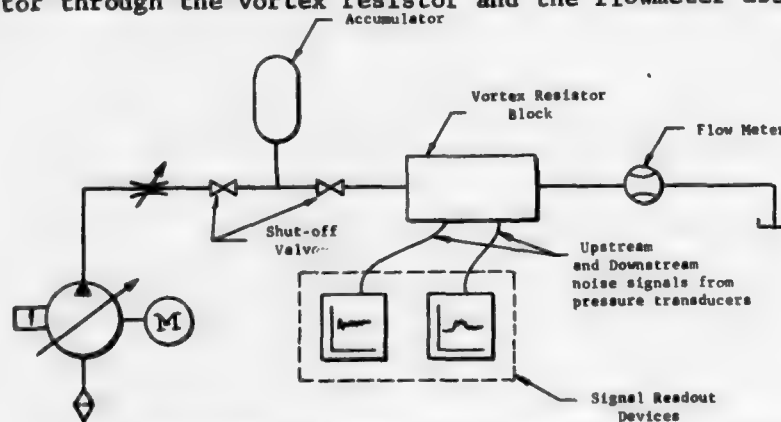 tor through the vortex resistor and the flowmeter
Accumulator
Vortex Resistor
Block
Flow Meter
Shut-off
Upstream
and Downstream
noise signals from
pressure transducers
M
Signal Readout
Devices